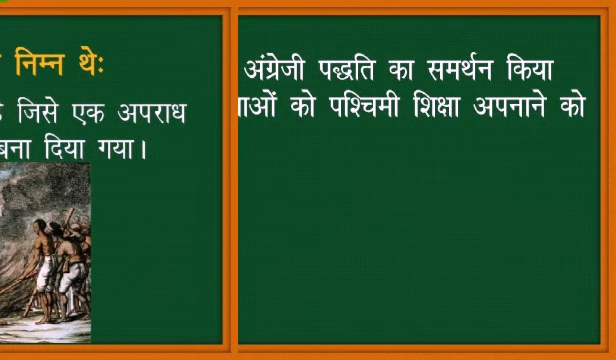 निम्न थेः
जिसे एक अपराध
बना दिया गया।
अंग्रेजी पद्धति का समर्थन किया
को पश्चिमी शिक्षा अपनाने को